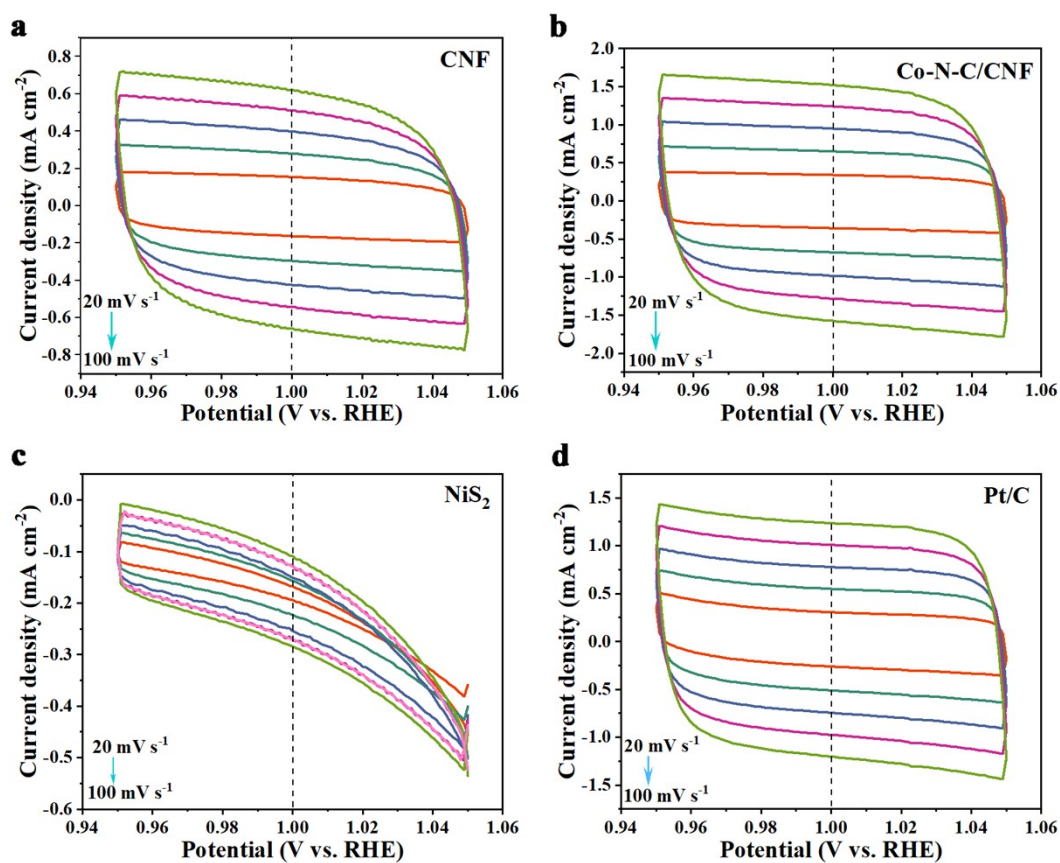 a
CNF
0.8
0.6
0.4
0.2
0.0
-0.2
-0.4
-0.6
-0.8
Current density (mA cm⁻²)
20 mV s⁻¹
100 mV s⁻¹
0.94 0.96 0.98 1.00 1.02 1.04 1.06
Potential (V vs. RHE)
b
Co-N-C/CNF
2.0
1.5
1.0
0.5
0.0
-0.5
-1.0
-1.5
-2.0
Current density (mA cm⁻²)
20 mV s⁻¹
100 mV s⁻¹
0.94 0.96 0.98 1.00 1.02 1.04 1.06
Potential (V vs. RHE)
c
NiS₂
0.0
-0.1
-0.2
-0.3
-0.4
-0.5
-0.6
Current density (mA cm⁻²)
20 mV s⁻¹
100 mV s⁻¹
0.94 0.96 0.98 1.00 1.02 1.04 1.06
Potential (V vs. RHE)
d
Pt/C
1.5
1.0
0.5
0.0
-0.5
-1.0
-1.5
Current density (mA cm⁻²)
20 mV s⁻¹
100 mV s⁻¹
0.94 0.96 0.98 1.00 1.02 1.04 1.06
Potential (V vs. RHE)